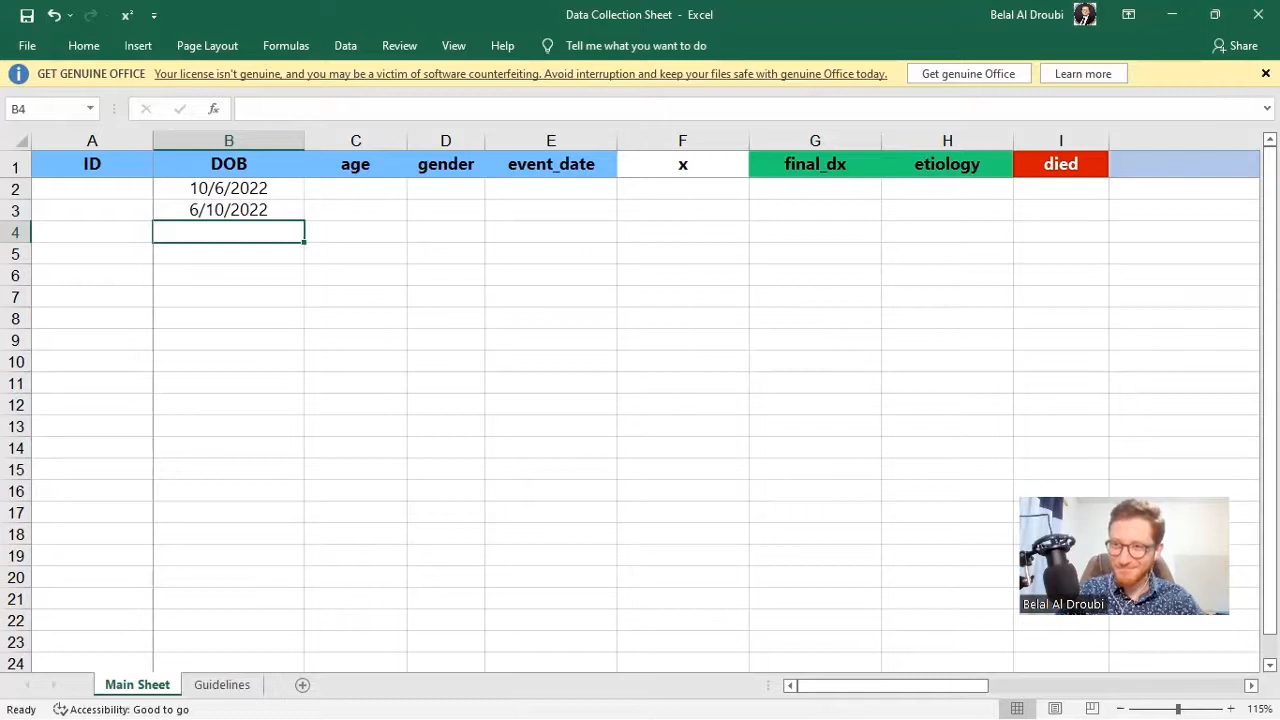 Data Collection Sheet - Excel
Belal Al Droubi
File Home Insert Page Layout Formulas Data Review View Help Tell me what you want to do Share
GET GENUINE OFFICE Your license isn't genuine, and you may be a victim of software counterfeiting. Avoid interruption and keep your files safe with genuine Office today. Get genuine Office Learn more
B4 fx
A B C D E F G H I
1 ID DOB age gender event_date x final_dx etiology died
2 10/6/2022
3 6/10/2022
4
5
6
7
8
9
10
11
12
13
14
15
16
17
18
19
20
21
22
23
24
Belal Al Droubi
Main Sheet Guidelines
Ready Accessibility: Good to go 115%